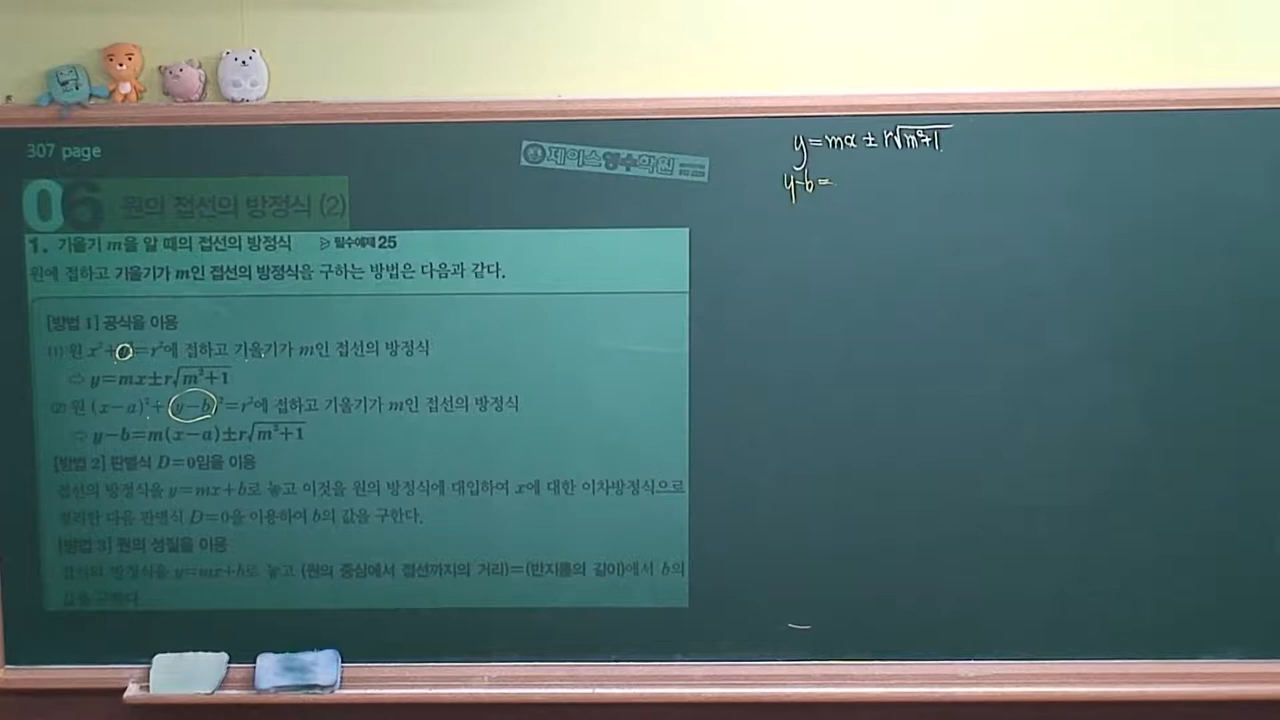 307 page
제이스영수학원
06 원의 접선의 방정식 (2)
1. 기울기 m을 알 때의 접선의 방정식 ▷ 필수예제 25
원에 접하고 기울기가 m인 접선의 방정식을 구하는 방법은 다음과 같다.
[방법 1] 공식을 이용
(1) 원 x²+y²=r²에 접하고 기울기가 m인 접선의 방정식
⇨ y=mx±r√m²+1
(2) 원 (x-a)²+(y-b)²=r²에 접하고 기울기가 m인 접선의 방정식
⇨ y-b=m(x-a)±r√m²+1
[방법 2] 판별식 D=0임을 이용
접선의 방정식을 y=mx+b로 놓고 이것을 원의 방정식에 대입하여 x에 대한 이차방정식으로
정리한 다음 판별식 D=0을 이용하여 b의 값을 구한다.
[방법 3] 원의 성질을 이용
접선의 방정식을 y=mx+b로 놓고 (원의 중심에서 접선까지의 거리)=(반지름의 길이)에서 b의
값을 구한다.
y=mx±r√m²+1
y-b=